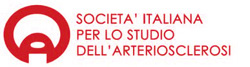 SOCIETA' ITALIANA
PER LO STUDIO
DELL'ARTERIOSCLEROSI